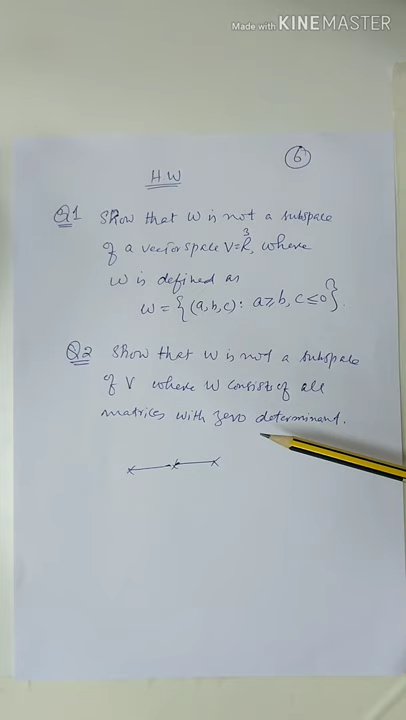 Made with KINEMASTER
6
H.W
Q1 Show that W is not a subspace
of a vector space V=R³, where
W is defined as
W = {(a,b,c): a≥b, c≤0}.
Q2 Show that W is not a subspace
of V where W consists of all
matrices with zero determinant.